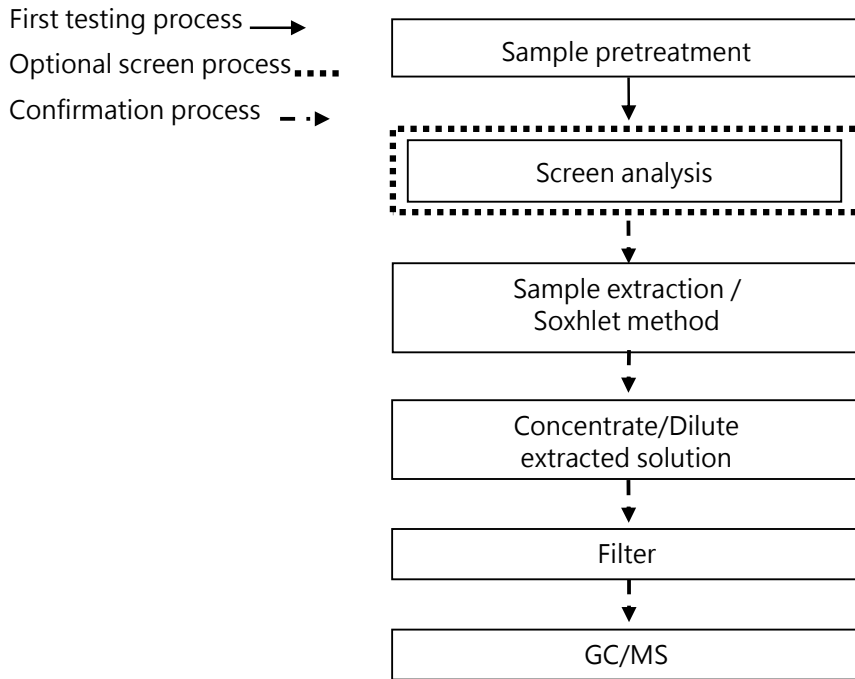 First testing process
Optional screen process
Confirmation process
Sample pretreatment
Screen analysis
Sample extraction /
Soxhlet method
Concentrate/Dilute
extracted solution
Filter
GC/MS